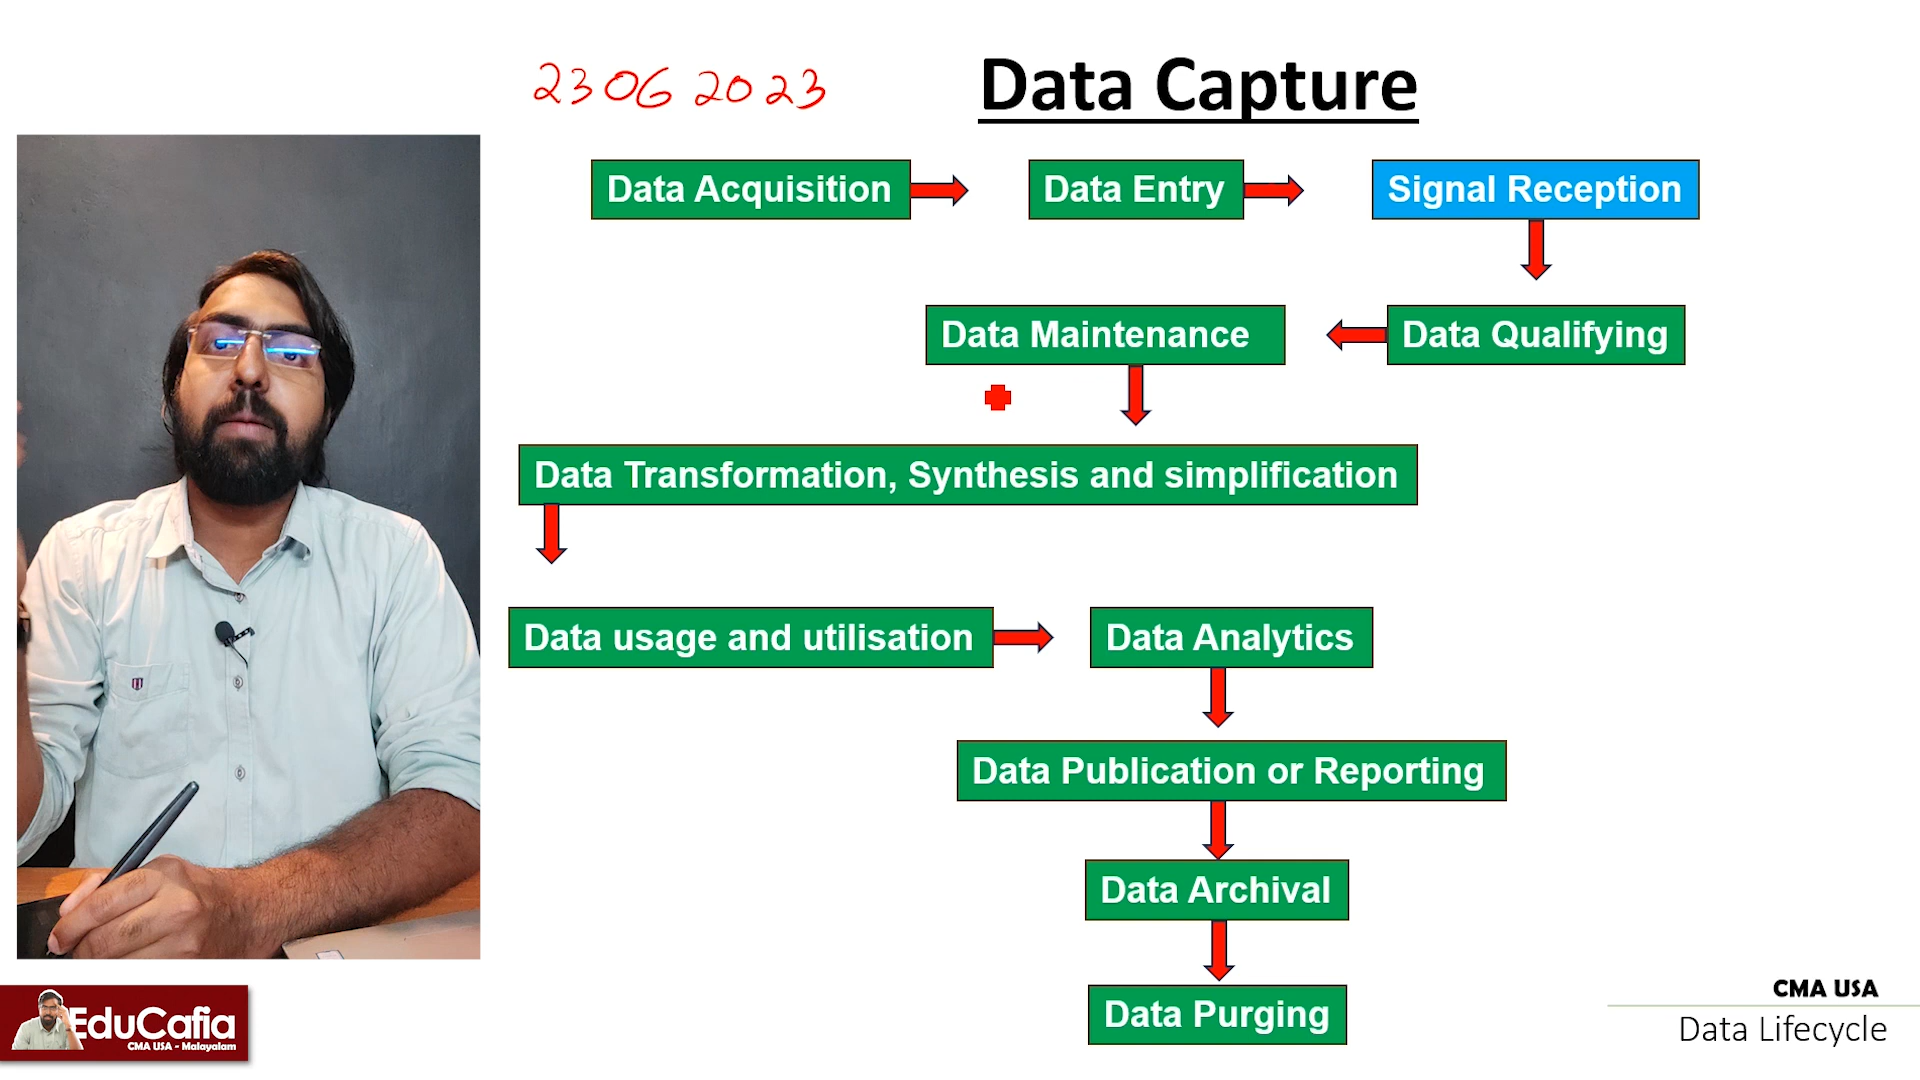 23 06 2023
Data Capture
Data Acquisition
Data Entry
Signal Reception
Data Maintenance
Data Qualifying
Data Transformation, Synthesis and simplification
Data usage and utilisation
Data Analytics
Data Publication or Reporting
Data Archival
Data Purging
EduCafia
CMA USA - Malayalam
CMA USA
Data Lifecycle